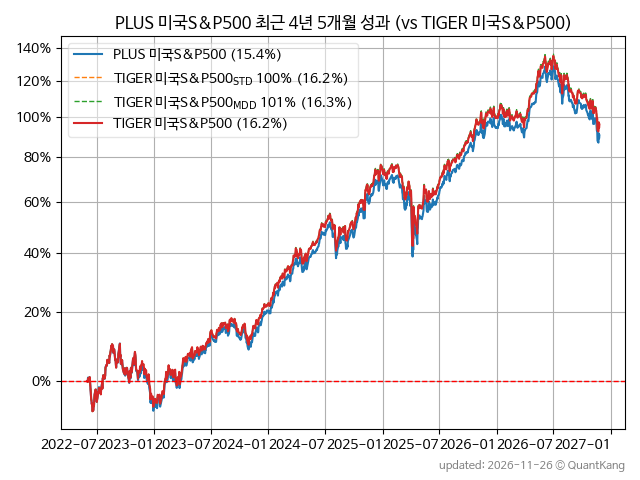 PLUS 미국S&P500 최근 4년 5개월 성과 (vs TIGER 미국S&P500)
140%
120%
100%
80%
60%
40%
20%
0%
PLUS 미국S&P500 (15.4%)
TIGER 미국S&P500STD 100% (16.2%)
TIGER 미국S&P500MDD 101% (16.3%)
TIGER 미국S&P500 (16.2%)
2022-07 2023-01 2023-07 2024-01 2024-07 2025-01 2025-07 2026-01 2026-07 2027-01
updated: 2026-11-26 © QuantKang